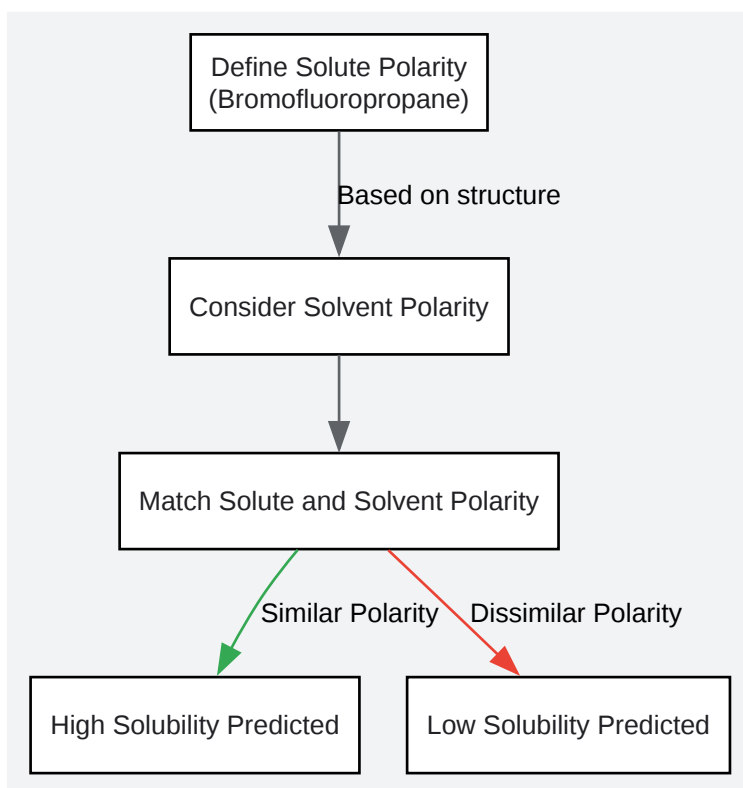 Define Solute Polarity
(Bromofluoropropane)
Based on structure
Consider Solvent Polarity
Match Solute and Solvent Polarity
Similar Polarity
Dissimilar Polarity
High Solubility Predicted
Low Solubility Predicted